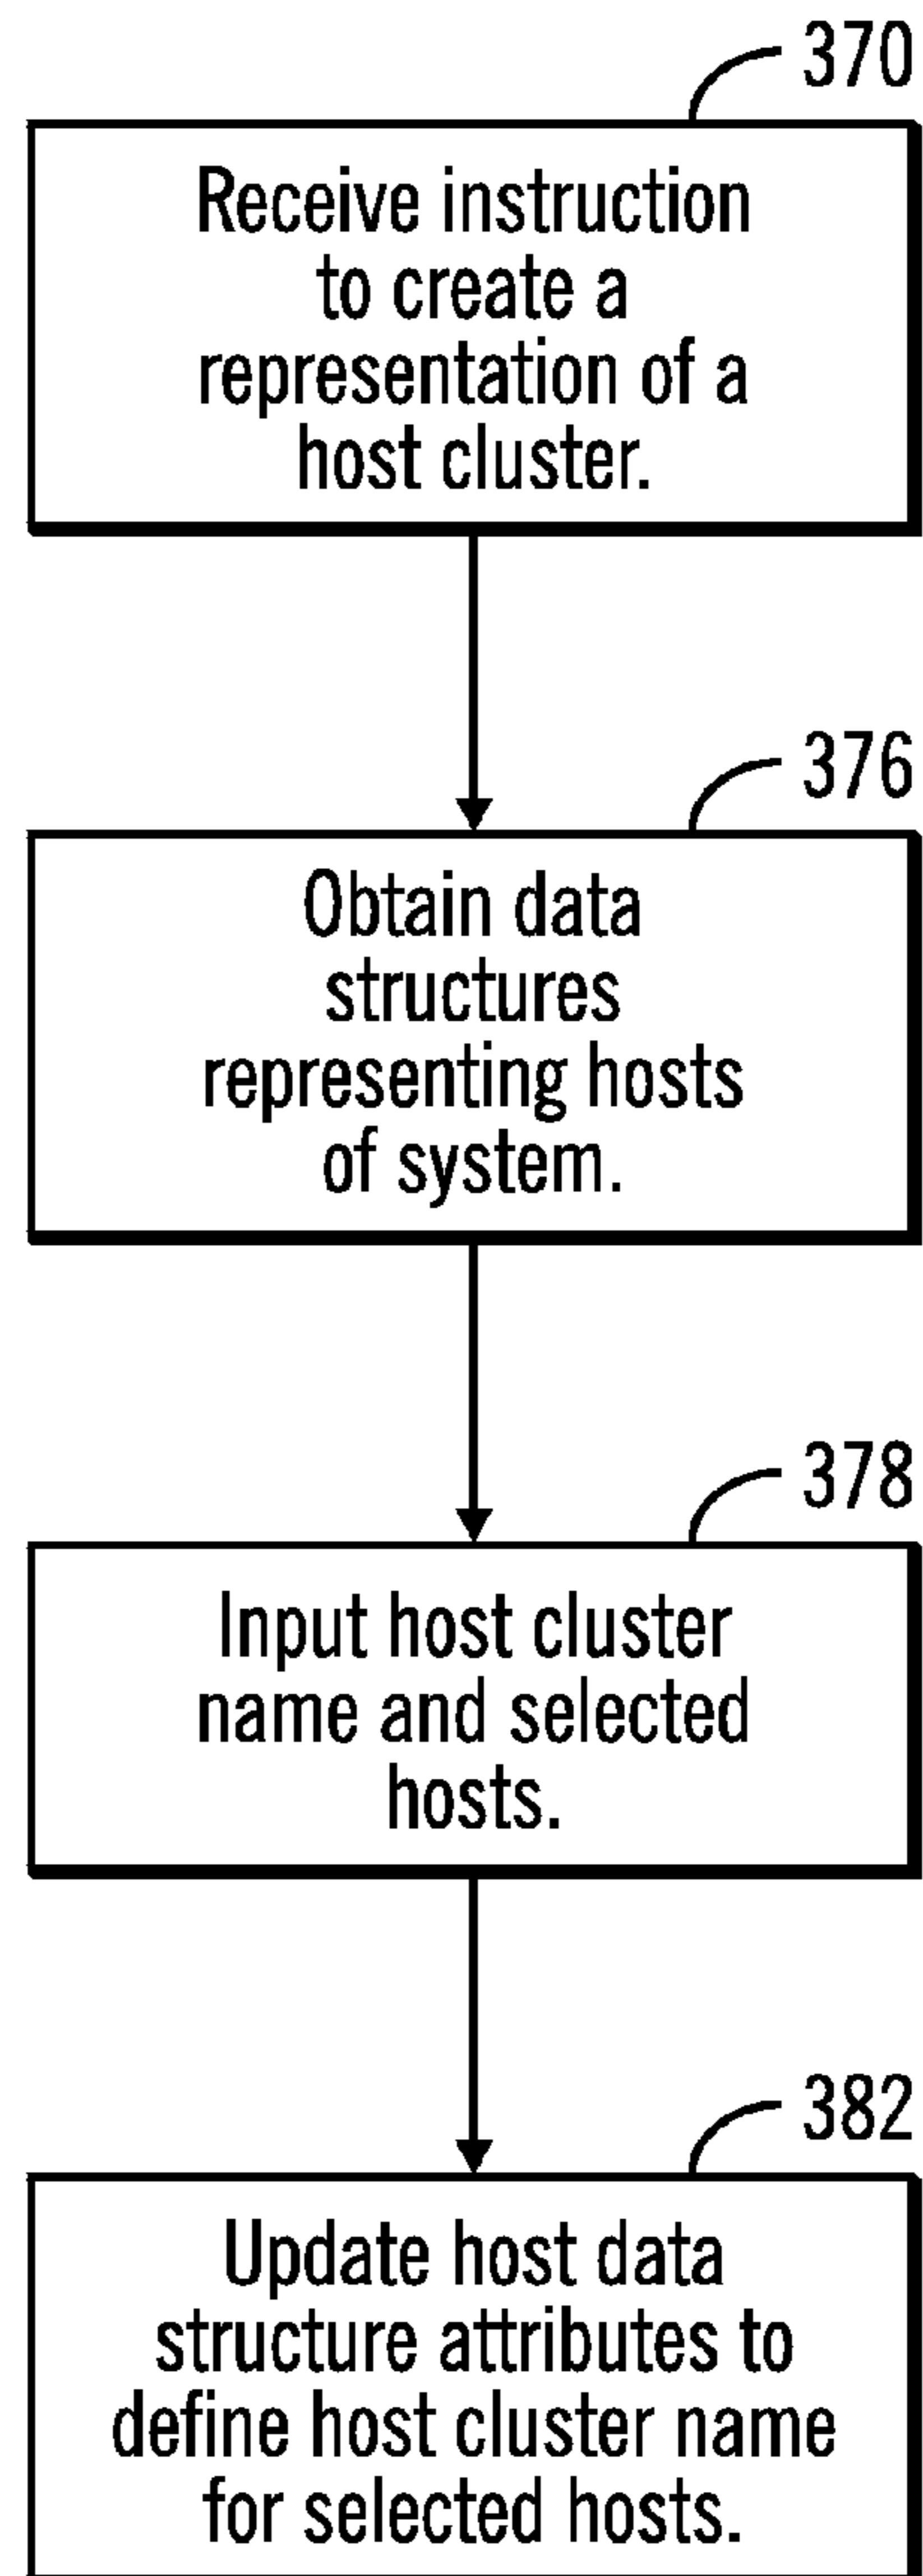 370
Receive instruction
to create a
representation of a
host cluster.
376
Obtain data
structures
representing hosts
of system.
378
Input host cluster
name and selected
hosts.
382
Update host data
structure attributes to
define host cluster name
for selected hosts.